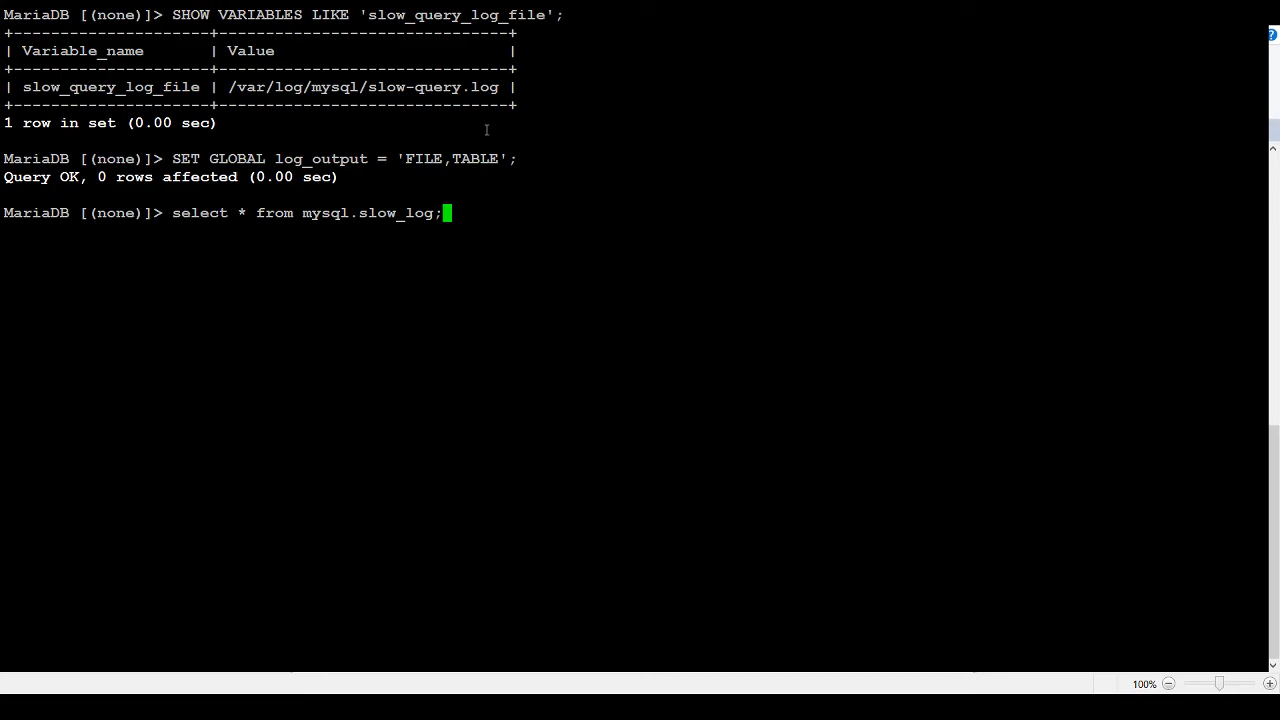 MariaDB [(none)]> SHOW VARIABLES LIKE 'slow_query_log_file';
+---------------------+-------------------------------+
| Variable_name       | Value                         |
+---------------------+-------------------------------+
| slow_query_log_file | /var/log/mysql/slow-query.log |
+---------------------+-------------------------------+
1 row in set (0.00 sec)
MariaDB [(none)]> SET GLOBAL log_output = 'FILE,TABLE';
Query OK, 0 rows affected (0.00 sec)
MariaDB [(none)]> select * from mysql.slow_log;
100%